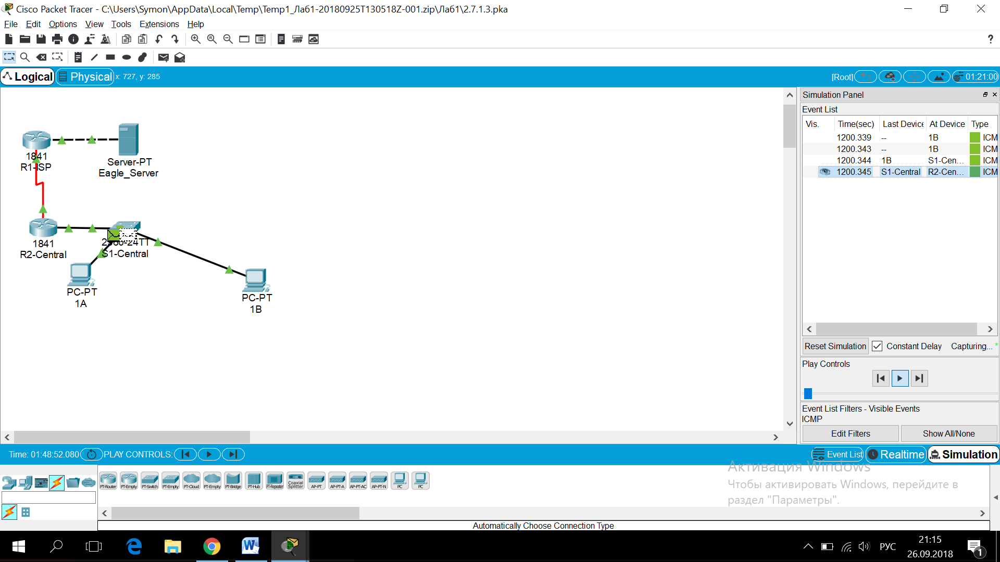 Cisco Packet Tracer - C:\Users\Symon\AppData\Local\Temp\Temp1_Ла61-20180925T130518Z-001.zip\Ла61\2.7.1.3.pka
File Edit Options View Tools Extensions Help
?
Logical Physical x: 727, y: 285 [Root] 01:21:00
Simulation Panel
Event List
Vis. Time(sec) Last Device At Device Type
1200.339 -- 1B ICM
1200.343 -- 1B ICM
1200.344 1B S1-Cen... ICM
1200.345 S1-Central R2-Cen... ICM
1841
R1-ISP
Server-PT
Eagle_Server
1841
R2-Central
2960-24TT
S1-Central
PC-PT
1A
PC-PT
1B
Reset Simulation Constant Delay Capturing... *
Play Controls
Event List Filters - Visible Events
ICMP
Edit Filters Show All/None
Time: 01:48:52.080 PLAY CONTROLS: Event List Realtime Simulation
PT-Router PT-Empty PT-Switch PT-Empty PT-Cloud PT-Empty PT-Bridge PT-Hub PT-Repeater Coaxial Splitter AP-PT AP-PT-A AP-PT-AC AP-PT-N PC PC
Активация Windows
Чтобы активировать Windows, перейдите в
раздел "Параметры".
Automatically Choose Connection Type
РУС
21:15
26.09.2018
1